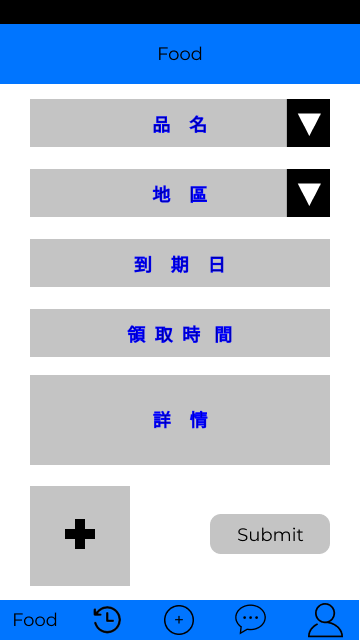 Food
品 名
地 區
到 期 日
領 取 時 間
詳 情
Submit
Food